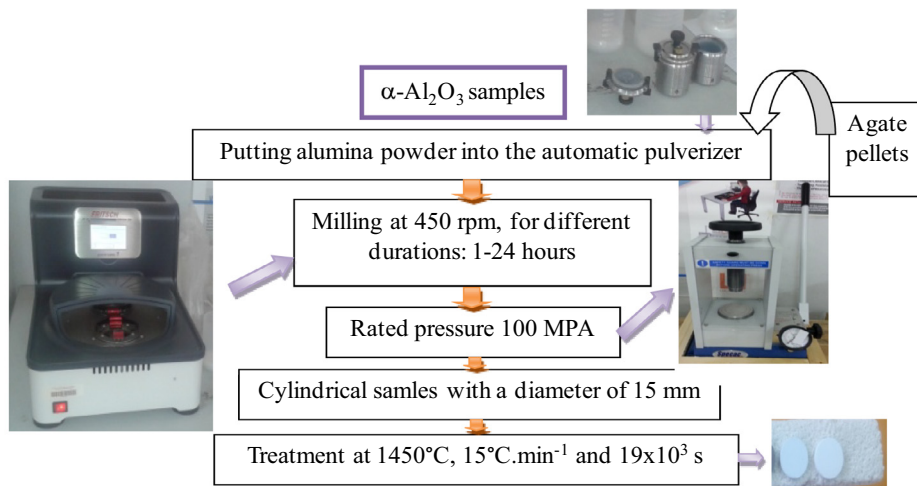 α-Al₂O₃ samples
Agate
pellets
Putting alumina powder into the automatic pulverizer
FRITSCH
Milling at 450 rpm, for different
durations: 1-24 hours
Rated pressure 100 MPA
Specac
Cylindrical samles with a diameter of 15 mm
Treatment at 1450°C, 15°C.min⁻¹ and 19x10³ s